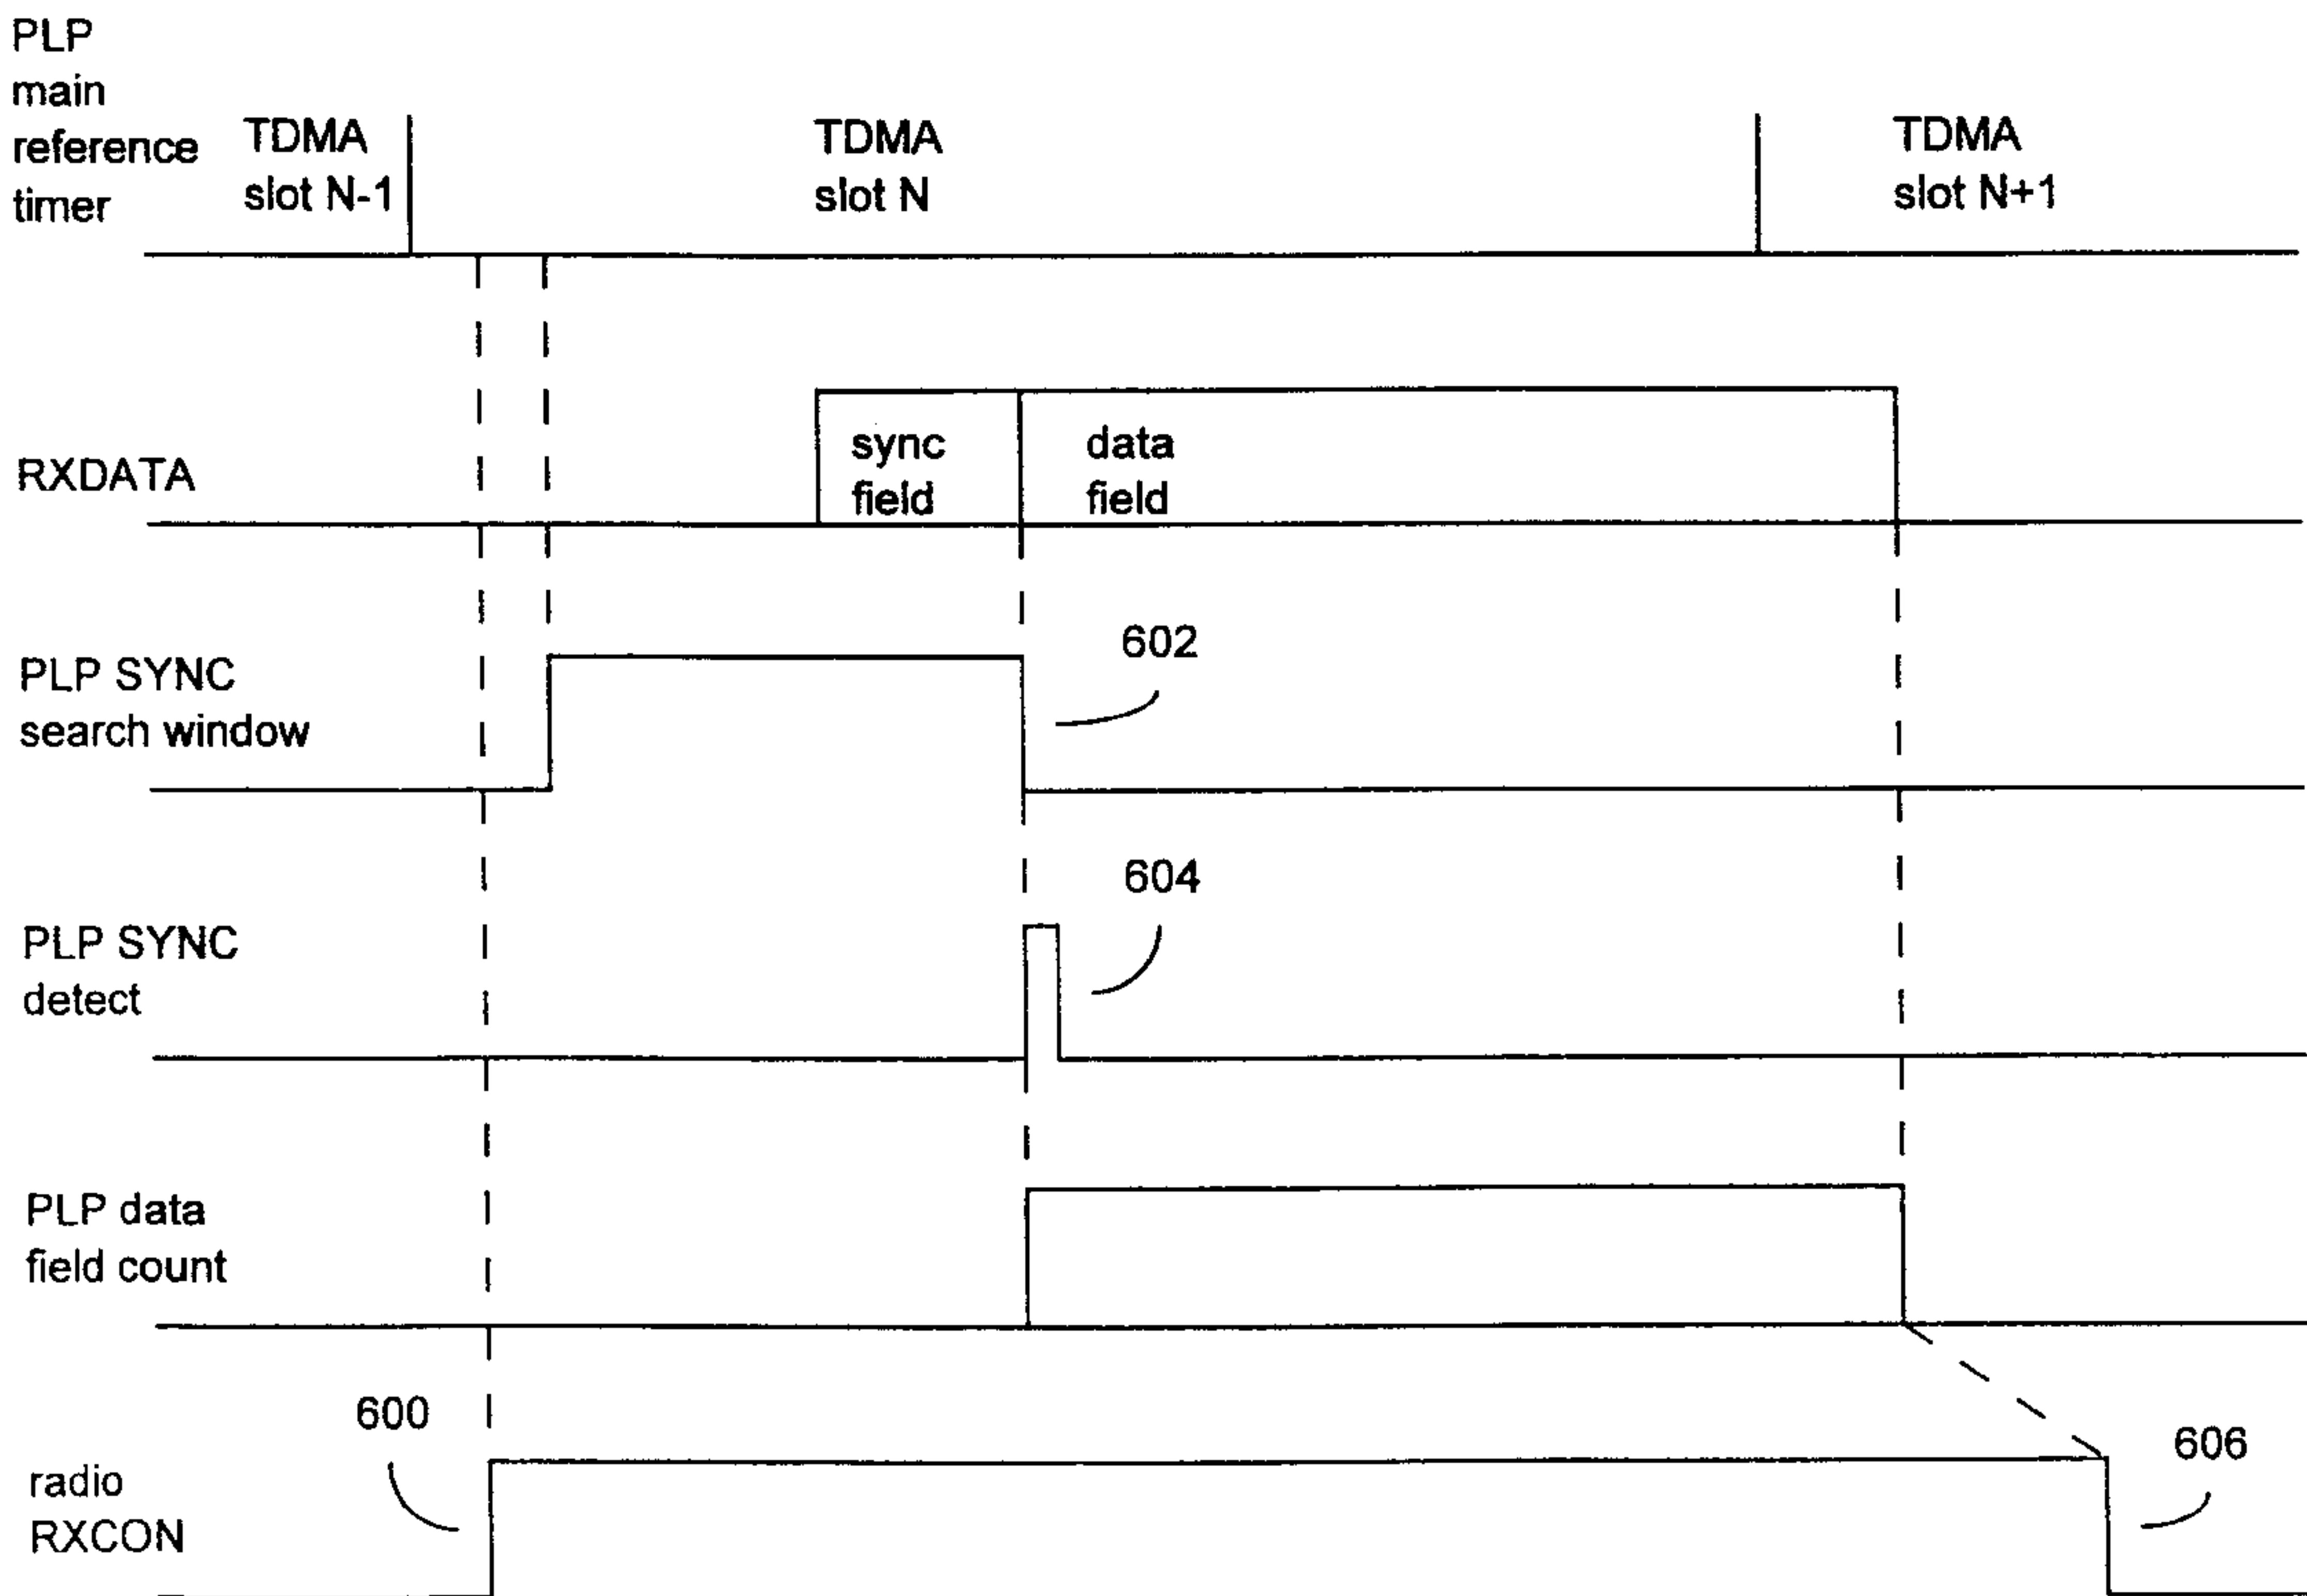 PLP
main
reference
timer
TDMA
slot N-1
TDMA
slot N
TDMA
slot N+1
RXDATA
sync
field
data
field
PLP SYNC
search window
602
PLP SYNC
detect
604
PLP data
field count
radio
RXCON
600
606